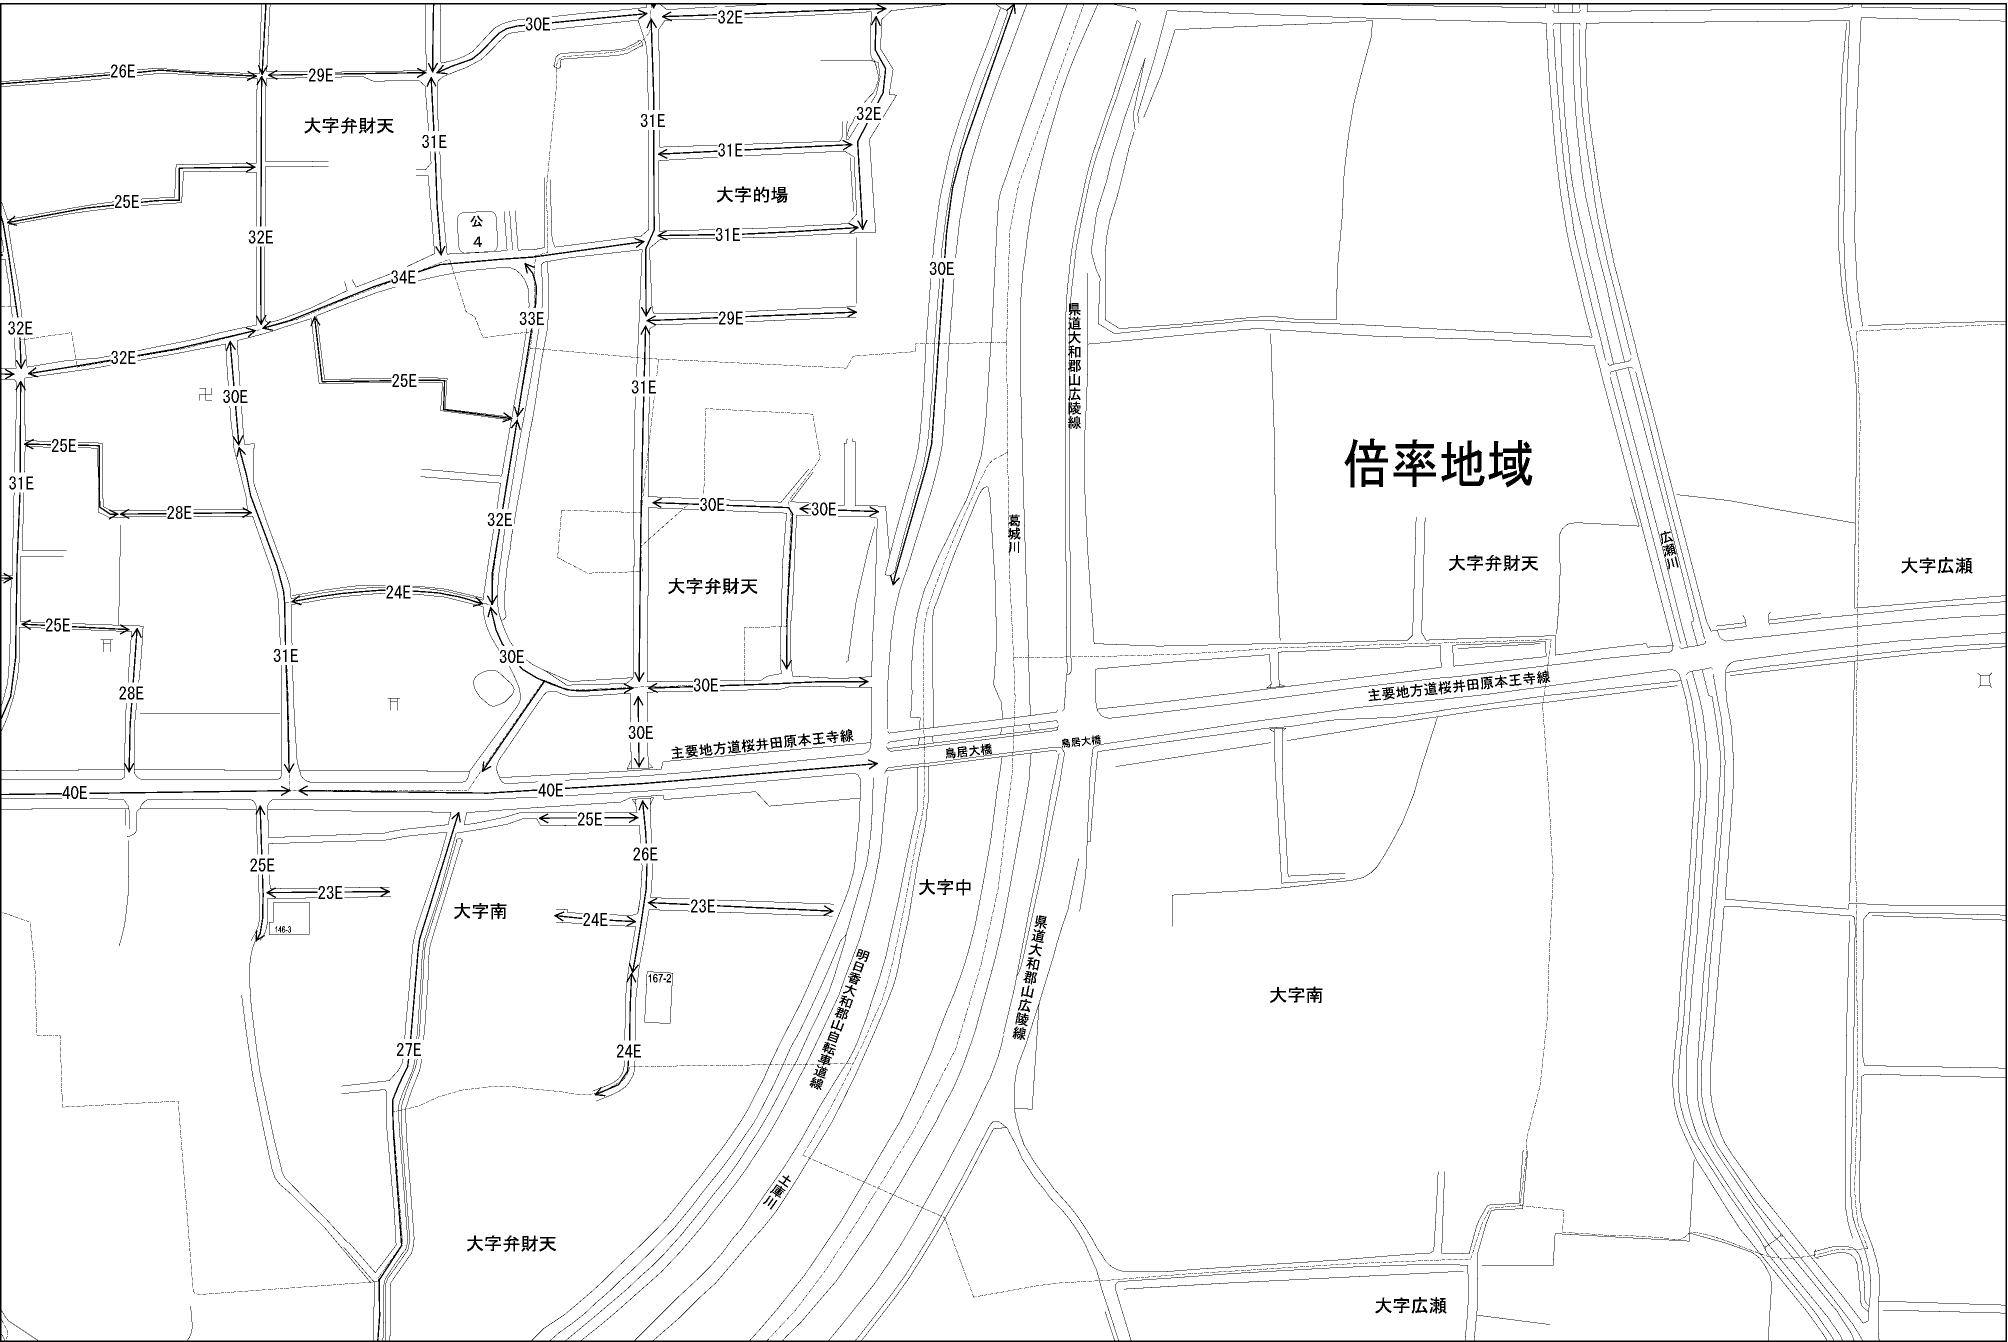 30E
32E
26E
29E
32E
大字弁財天
31E
31E
31E
大字的場
25E
公
4
32E
31E
34E
30E
32E
33E
29E
県道大和郡山広陵線
32E
25E
31E
30E
25E
倍率地域
31E
28E
30E
30E
32E
葛城川
広瀬川
大字弁財天
大字広瀬
大字弁財天
24E
25E
31E
30E
28E
30E
主要地方道桜井田原本王寺線
30E
主要地方道桜井田原本王寺線
鳥居大橋
鳥居大橋
40E
40E
25E
25E
26E
23E
大字南
24E
23E
大字中
146-3
167-2
明日香大和郡山自転車道線
県道大和郡山広陵線
大字南
27E
24E
土庫川
大字弁財天
大字広瀬